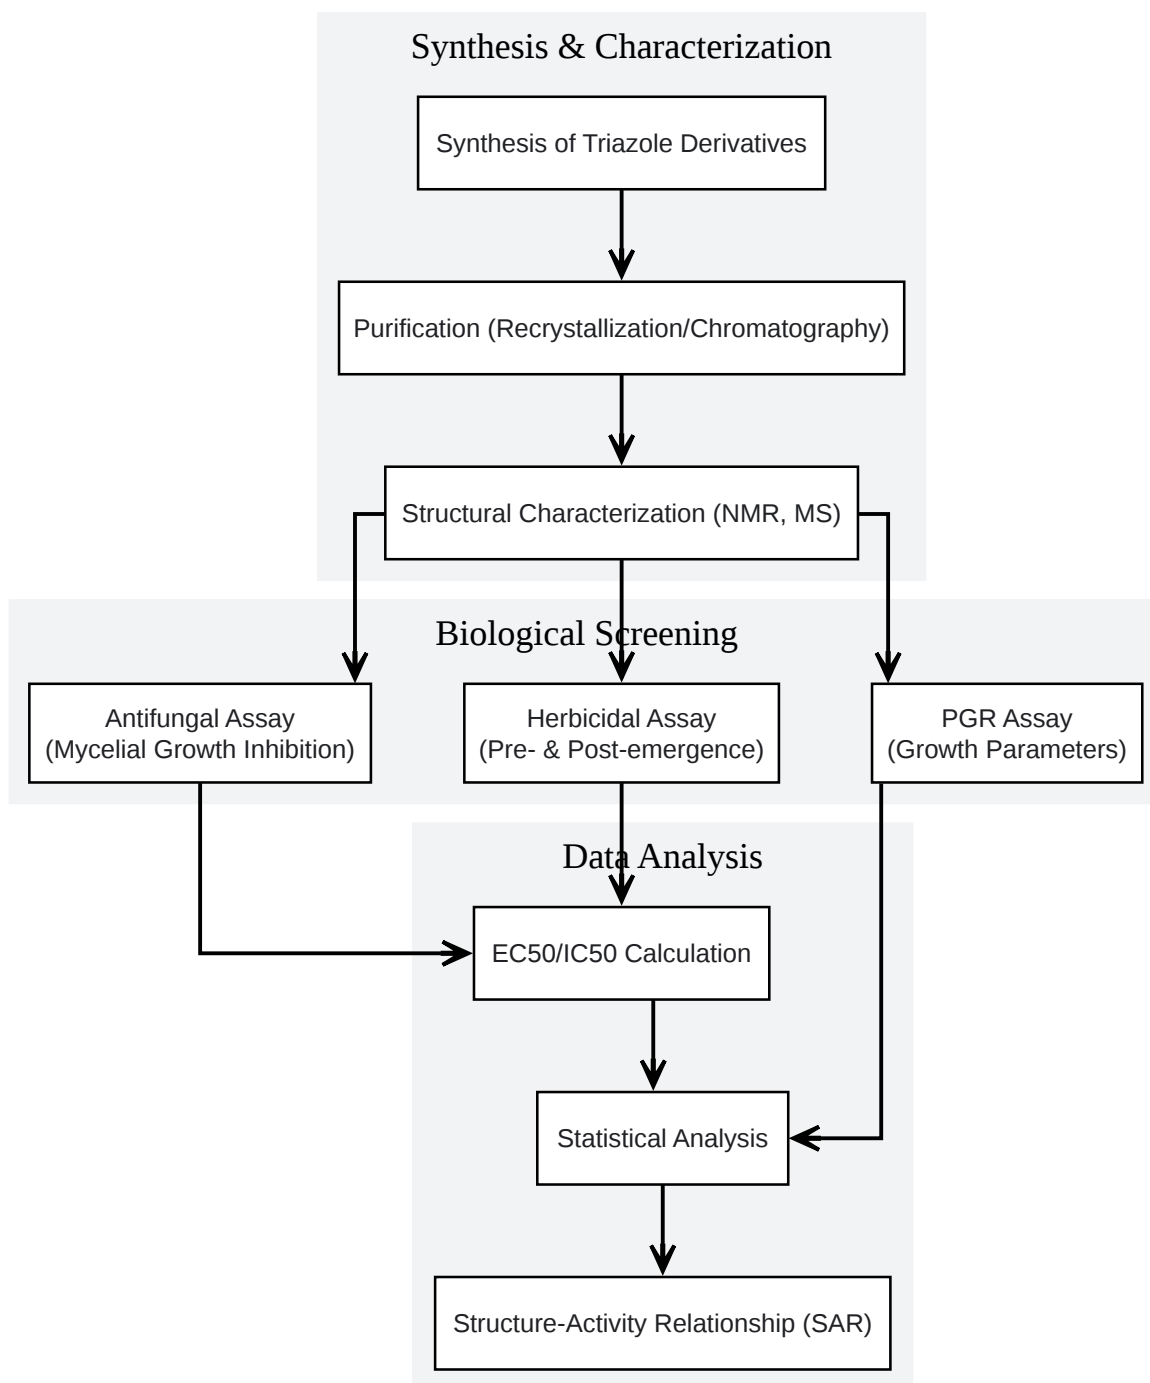 Synthesis & Characterization
Synthesis of Triazole Derivatives
Purification (Recrystallization/Chromatography)
Structural Characterization (NMR, MS)
Biological Screening
Antifungal Assay
(Mycelial Growth Inhibition)
Herbicidal Assay
(Pre- & Post-emergence)
PGR Assay
(Growth Parameters)
Data Analysis
EC50/IC50 Calculation
Statistical Analysis
Structure-Activity Relationship (SAR)